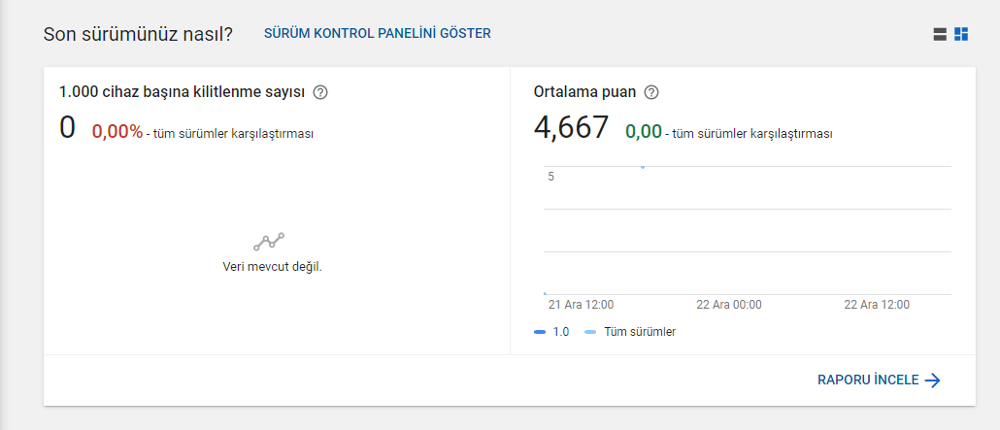 Son sürümünüz nasıl? SÜRÜM KONTROL PANELİNİ GÖSTER
1.000 cihaz başına kilitlenme sayısı ?
0 0,00% - tüm sürümler karşılaştırması
Veri mevcut değil.
Ortalama puan ?
4,667 0,00 - tüm sürümler karşılaştırması
5
21 Ara 12:00 22 Ara 00:00 22 Ara 12:00
1.0 Tüm sürümler
RAPORU İNCELE